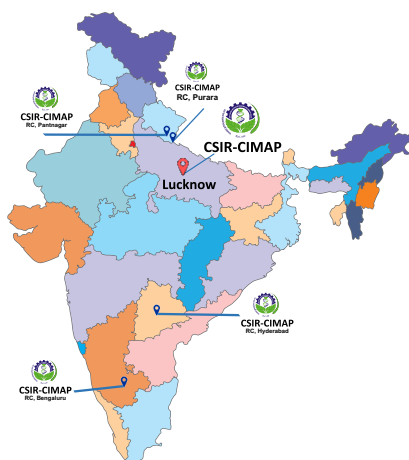 CSIR-CIMAP
RC, Purara
CSIR-CIMAP
RC, Pantnagar
CSIR-CIMAP
Lucknow
CSIR-CIMAP
RC, Hyderabad
CSIR-CIMAP
RC, Bengaluru